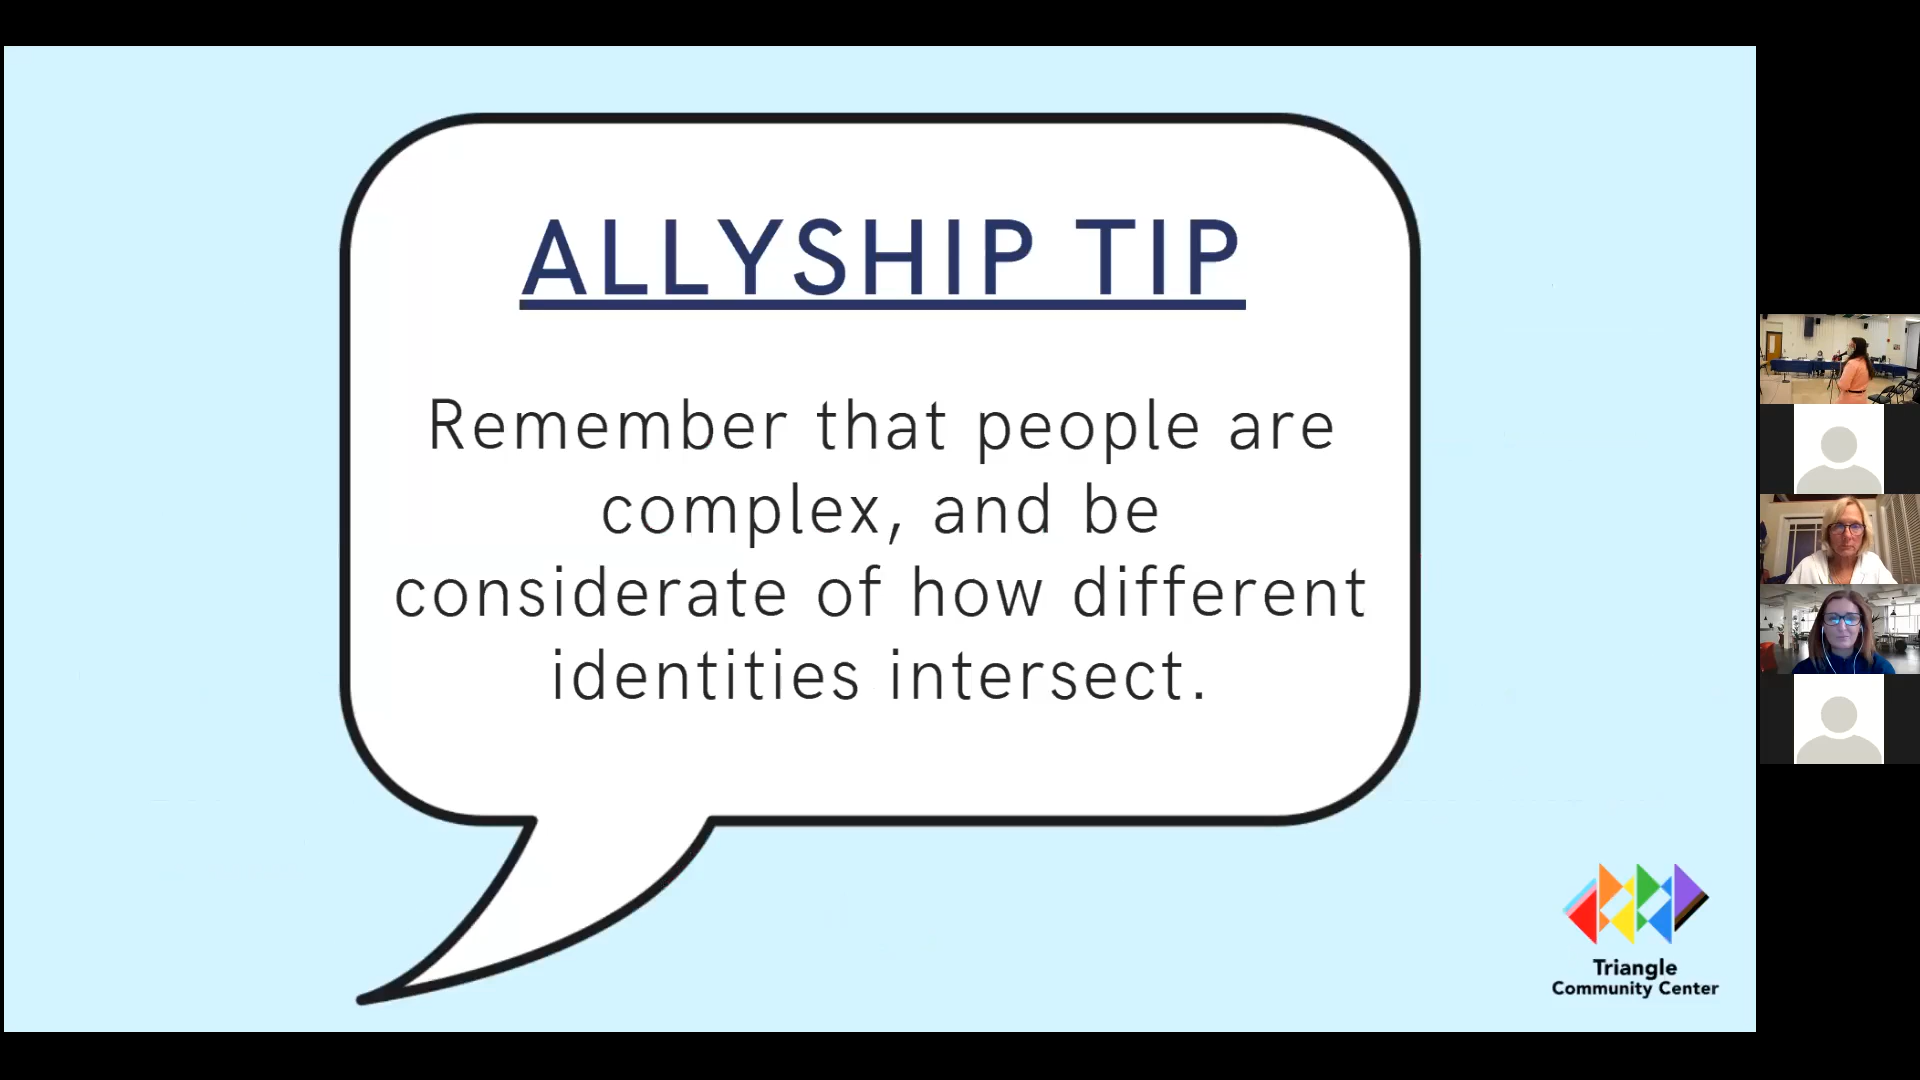 ALLYSHIP TIP
Remember that people are
complex, and be
considerate of how different
identities intersect.
Triangle
Community Center